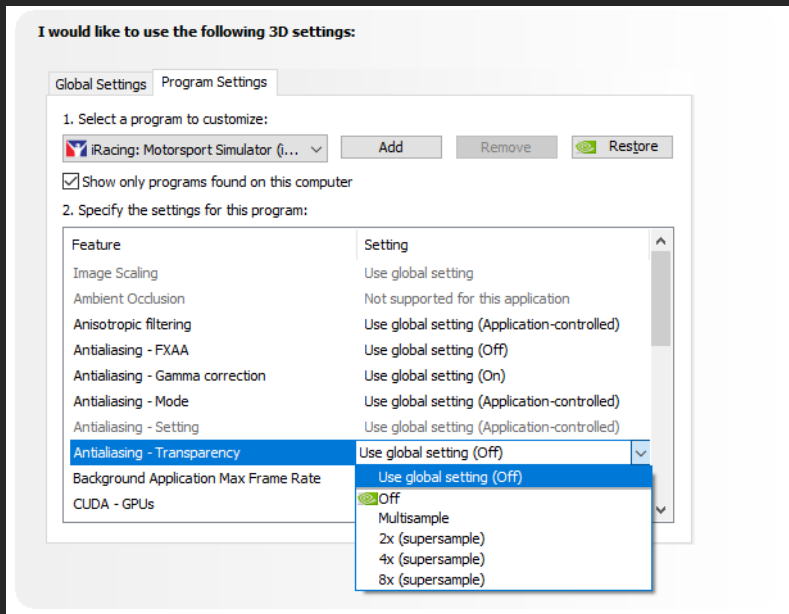 I would like to use the following 3D settings:
Global Settings Program Settings
1. Select a program to customize:
iRacing: Motorsport Simulator (i... Add Remove Restore
Show only programs found on this computer
2. Specify the settings for this program:
Feature Setting
Image Scaling Use global setting
Ambient Occlusion Not supported for this application
Anisotropic filtering Use global setting (Application-controlled)
Antialiasing - FXAA Use global setting (Off)
Antialiasing - Gamma correction Use global setting (On)
Antialiasing - Mode Use global setting (Application-controlled)
Antialiasing - Setting Use global setting (Application-controlled)
Antialiasing - Transparency Use global setting (Off)
Background Application Max Frame Rate Use global setting (Off)
CUDA - GPUs Off
Multisample
2x (supersample)
4x (supersample)
8x (supersample)